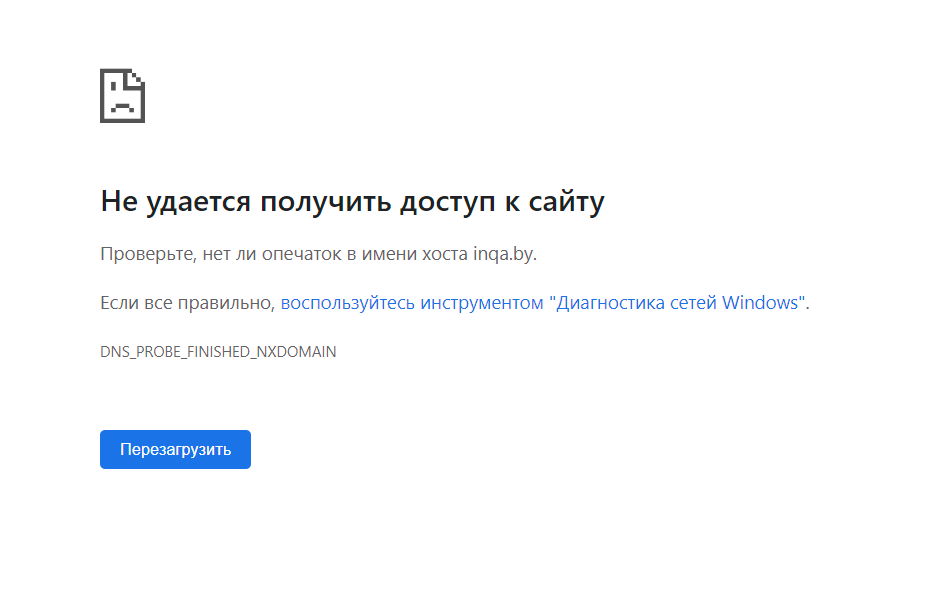 Не удается получить доступ к сайту
Проверьте, нет ли опечаток в имени хоста inqa.by.
Если все правильно, воспользуйтесь инструментом "Диагностика сетей Windows".
DNS_PROBE_FINISHED_NXDOMAIN
Перезагрузить